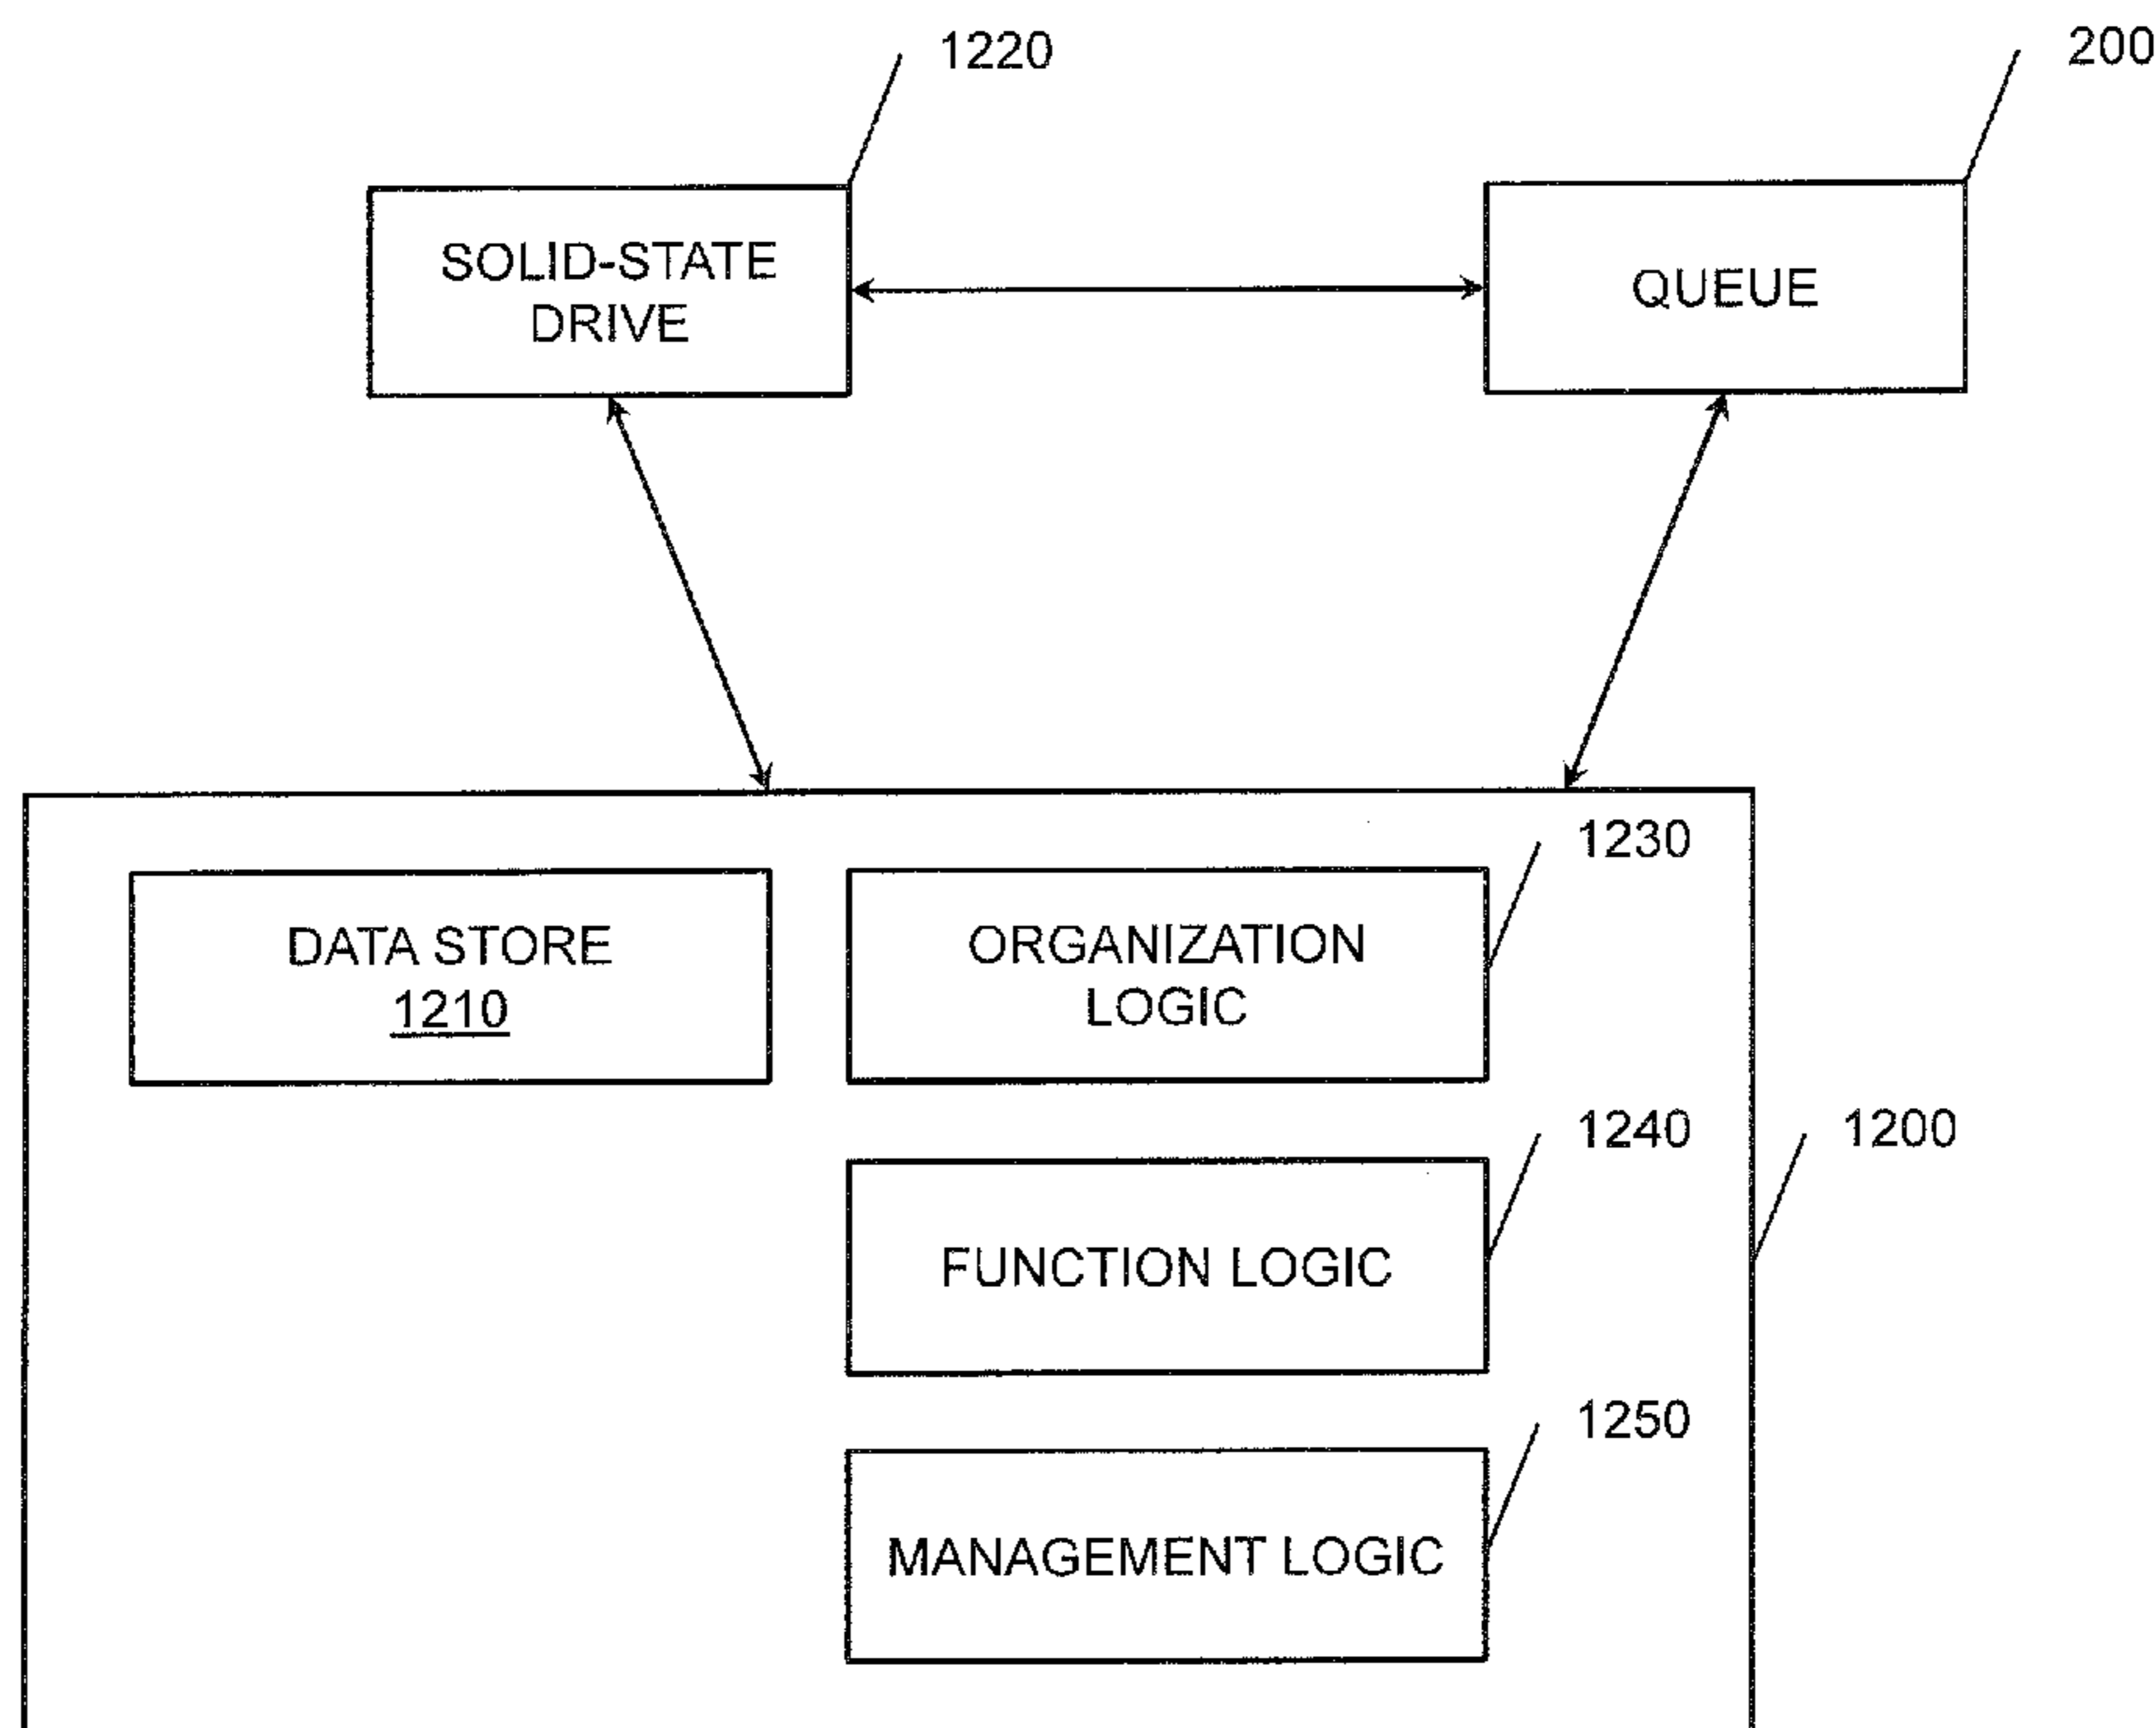 1220
200
SOLID-STATE
DRIVE
QUEUE
1230
DATA STORE
1210
ORGANIZATION
LOGIC
1240
1200
FUNCTION LOGIC
1250
MANAGEMENT LOGIC